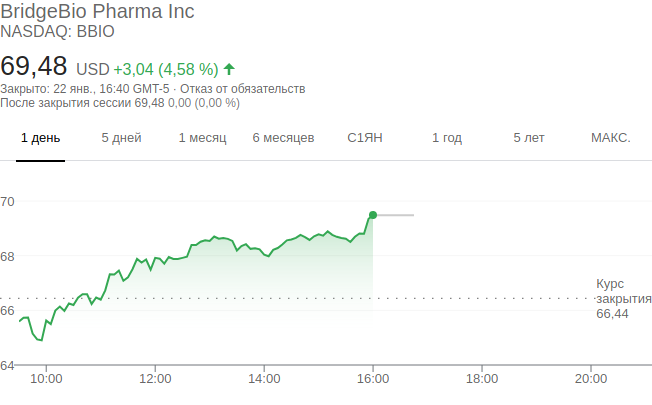 BridgeBio Pharma Inc
NASDAQ: BBIO
69,48 USD +3,04 (4,58 %)
Закрыто: 22 янв., 16:40 GMT-5 · Отказ от обязательств
После закрытия сессии 69,48 0,00 (0,00 %)
1 день 5 дней 1 месяц 6 месяцев С1ЯН 1 год 5 лет МАКС.
70
68
66
64
Курс
закрытия
66,44
10:00 12:00 14:00 16:00 18:00 20:00